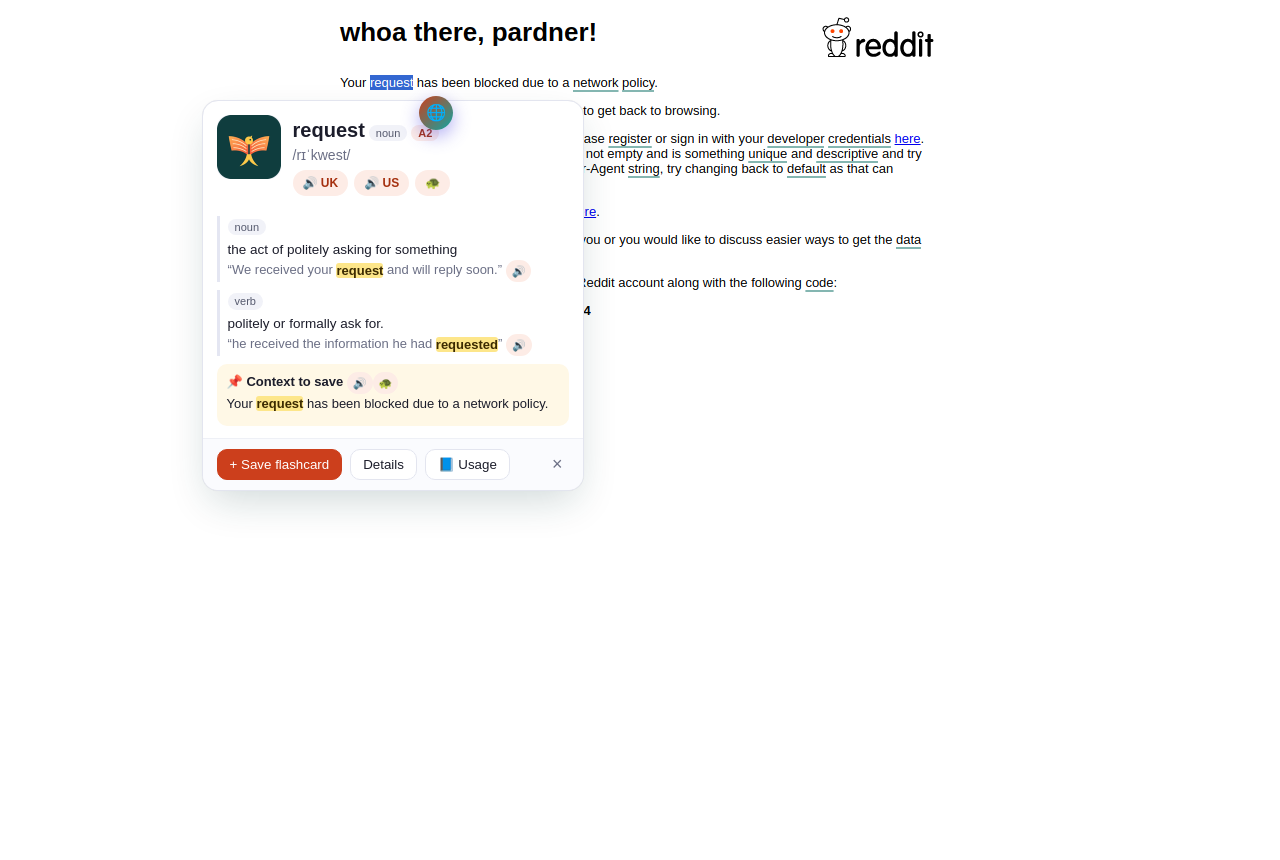 whoa there, pardner!
reddit
Your request has been blocked due to a network policy.
to get back to browsing.
ase register or sign in with your developer credentials here.
not empty and is something unique and descriptive and try
r-Agent string, try changing back to default as that can
re.
you or you would like to discuss easier ways to get the data
Reddit account along with the following code:
4
request noun A2
/rɪˈkwest/
🔊 UK 🔊 US 🐢
noun
the act of politely asking for something
“We received your request and will reply soon.” 🔊
verb
politely or formally ask for.
“he received the information he had requested” 🔊
📌 Context to save 🔊 🐢
Your request has been blocked due to a network policy.
+ Save flashcard Details 📘 Usage ×